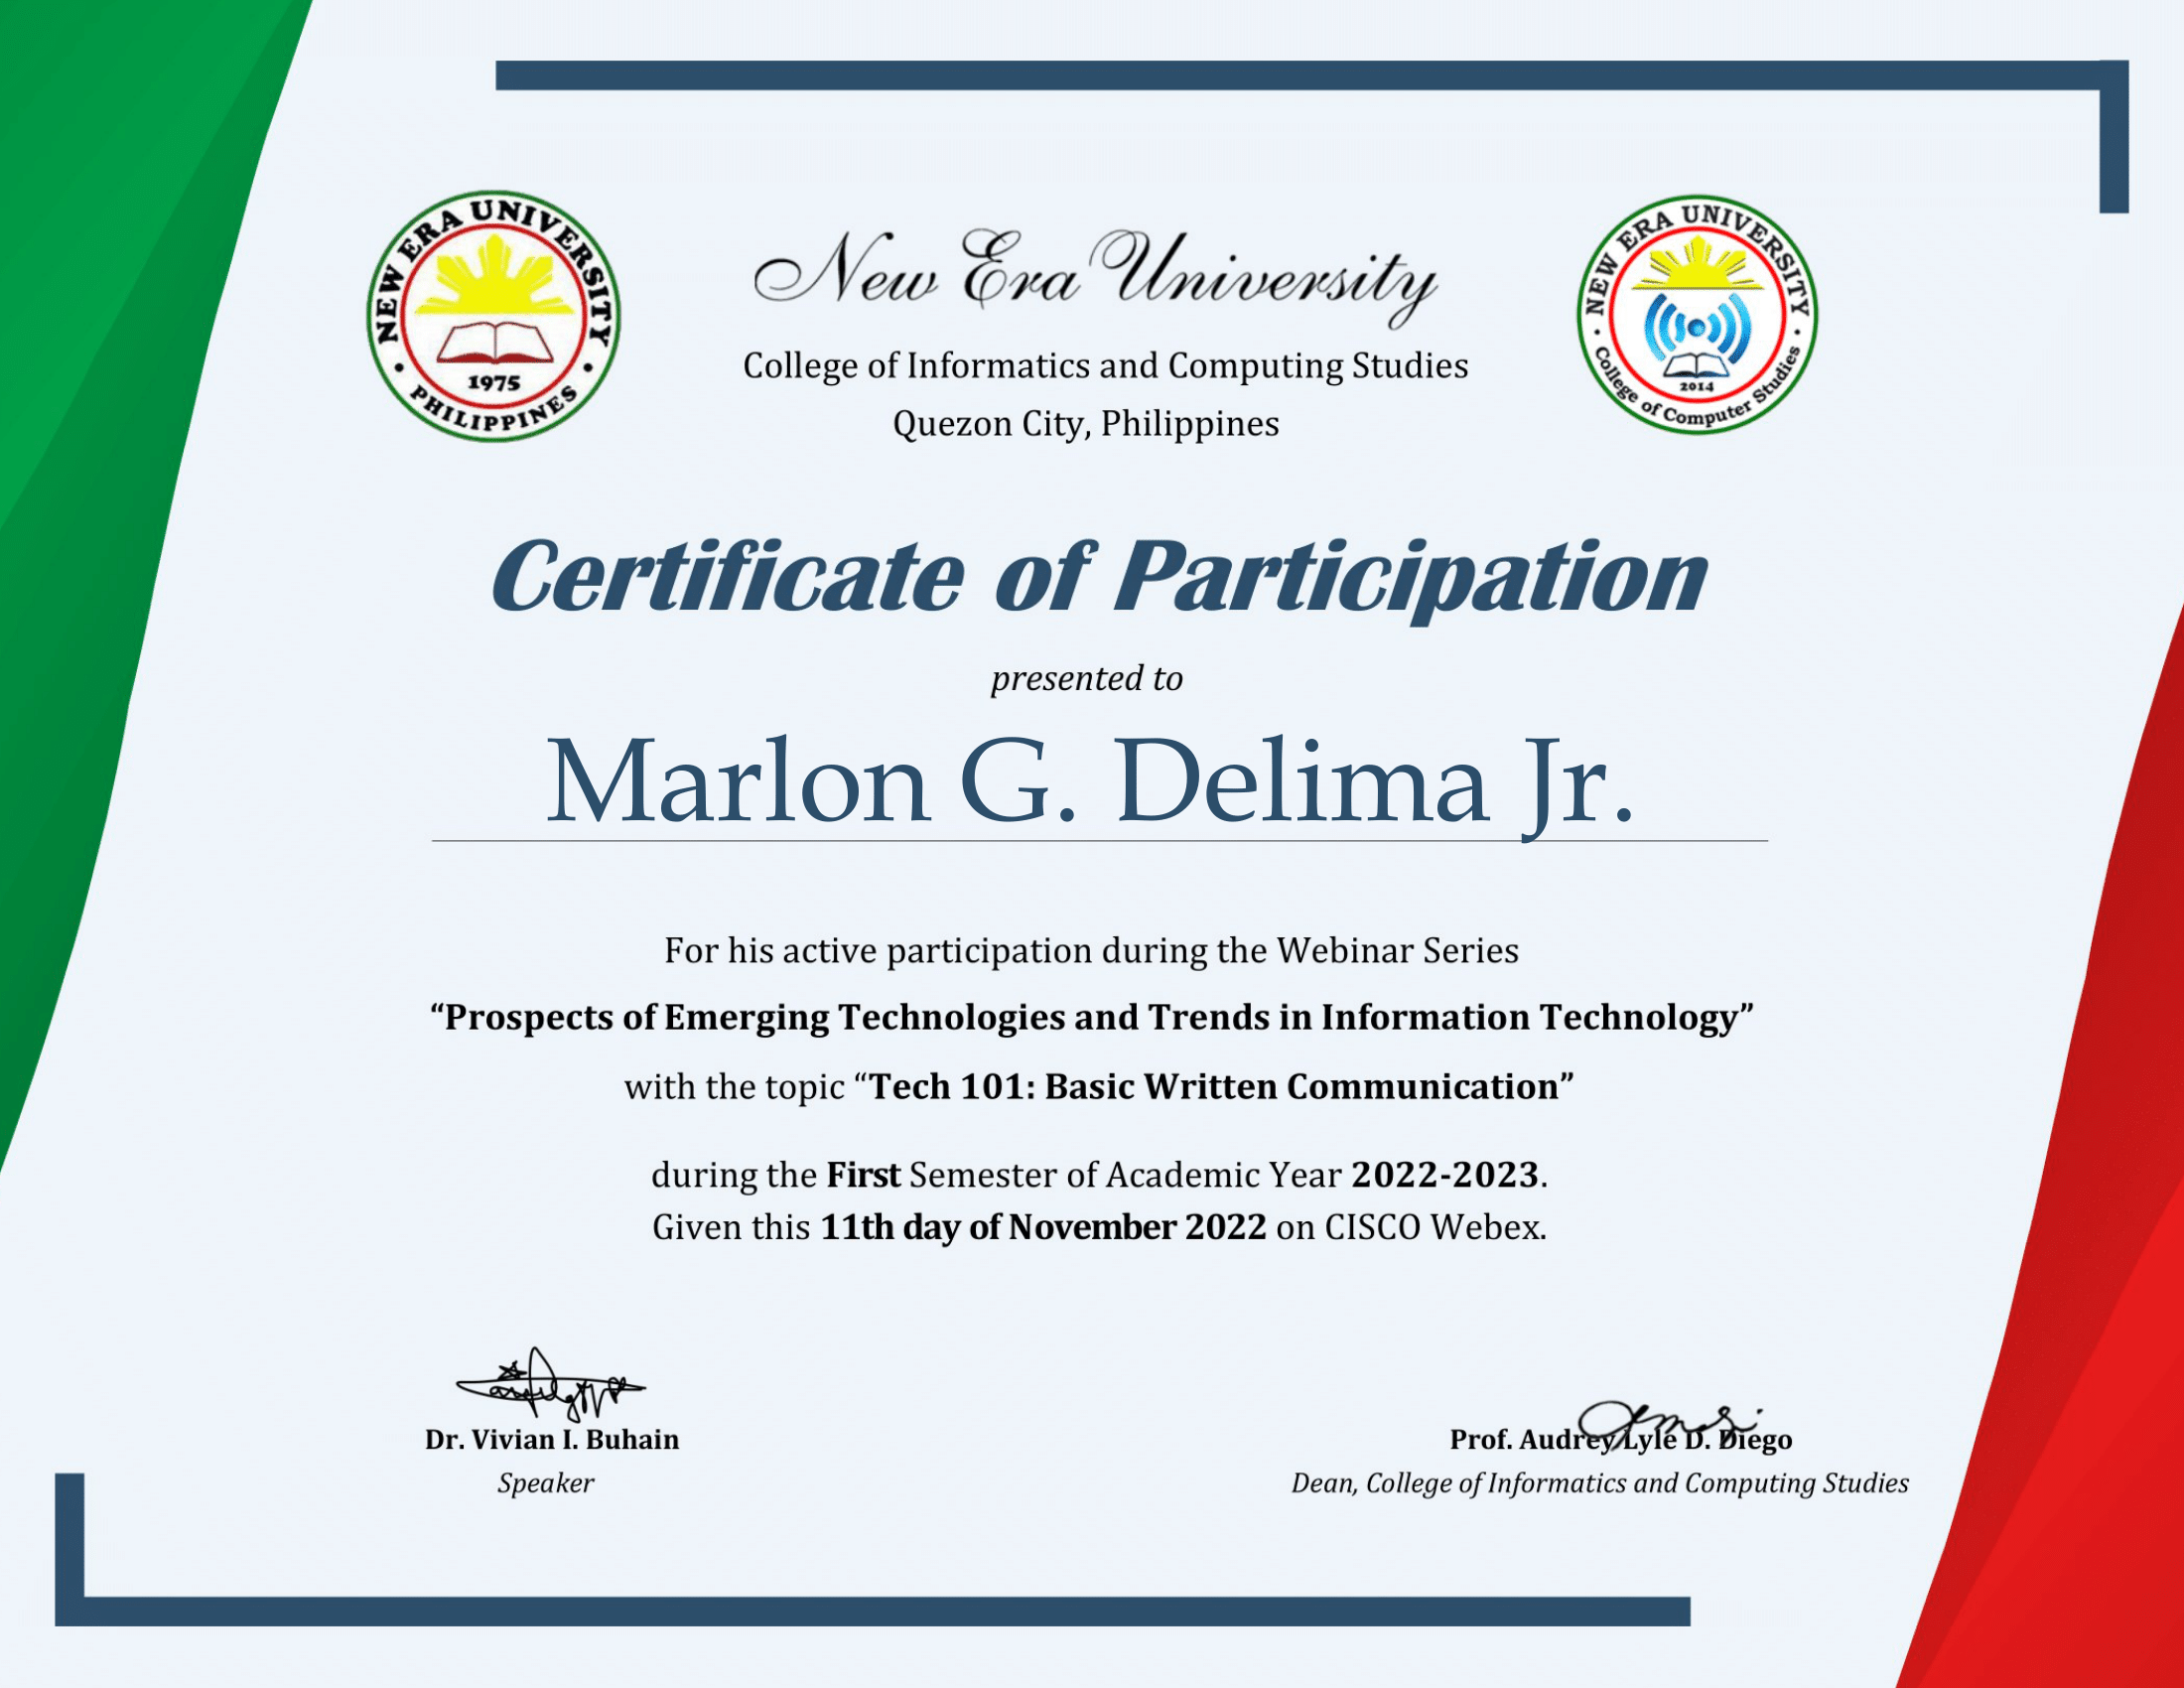 NEW ERA UNIVERSITY
1975
PHILIPPINES
New Era University
College of Informatics and Computing Studies
Quezon City, Philippines
NEW ERA UNIVERSITY
2014
College of Computer Studies
Certificate of Participation
presented to
Marlon G. Delima Jr.
For his active participation during the Webinar Series
“Prospects of Emerging Technologies and Trends in Information Technology”
with the topic “Tech 101: Basic Written Communication”
during the First Semester of Academic Year 2022-2023.
Given this 11th day of November 2022 on CISCO Webex.
Dr. Vivian I. Buhain
Speaker
Prof. Audrey Lyle D. Diego
Dean, College of Informatics and Computing Studies